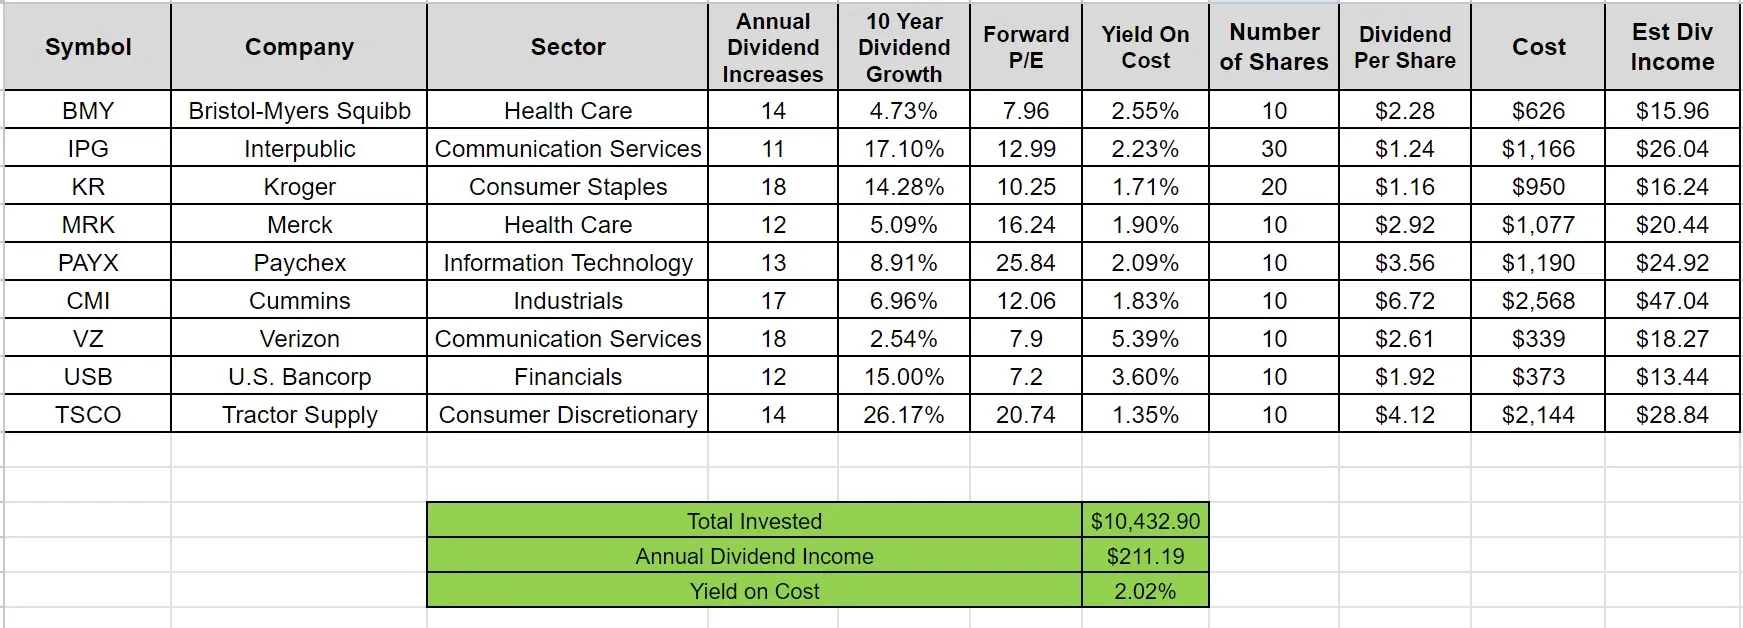 Symbol Company Sector Annual Dividend Increases 10 Year Dividend Growth Forward P/E Yield On Cost Number of Shares Dividend Per Share Cost Est Div Income
BMY Bristol-Myers Squibb Health Care 14 4.73% 7.96 2.55% 10 $2.28 $626 $15.96
IPG Interpublic Communication Services 11 17.10% 12.99 2.23% 30 $1.24 $1,166 $26.04
KR Kroger Consumer Staples 18 14.28% 10.25 1.71% 20 $1.16 $950 $16.24
MRK Merck Health Care 12 5.09% 16.24 1.90% 10 $2.92 $1,077 $20.44
PAYX Paychex Information Technology 13 8.91% 25.84 2.09% 10 $3.56 $1,190 $24.92
CMI Cummins Industrials 17 6.96% 12.06 1.83% 10 $6.72 $2,568 $47.04
VZ Verizon Communication Services 18 2.54% 7.9 5.39% 10 $2.61 $339 $18.27
USB U.S. Bancorp Financials 12 15.00% 7.2 3.60% 10 $1.92 $373 $13.44
TSCO Tractor Supply Consumer Discretionary 14 26.17% 20.74 1.35% 10 $4.12 $2,144 $28.84
Total Invested $10,432.90
Annual Dividend Income $211.19
Yield on Cost 2.02%